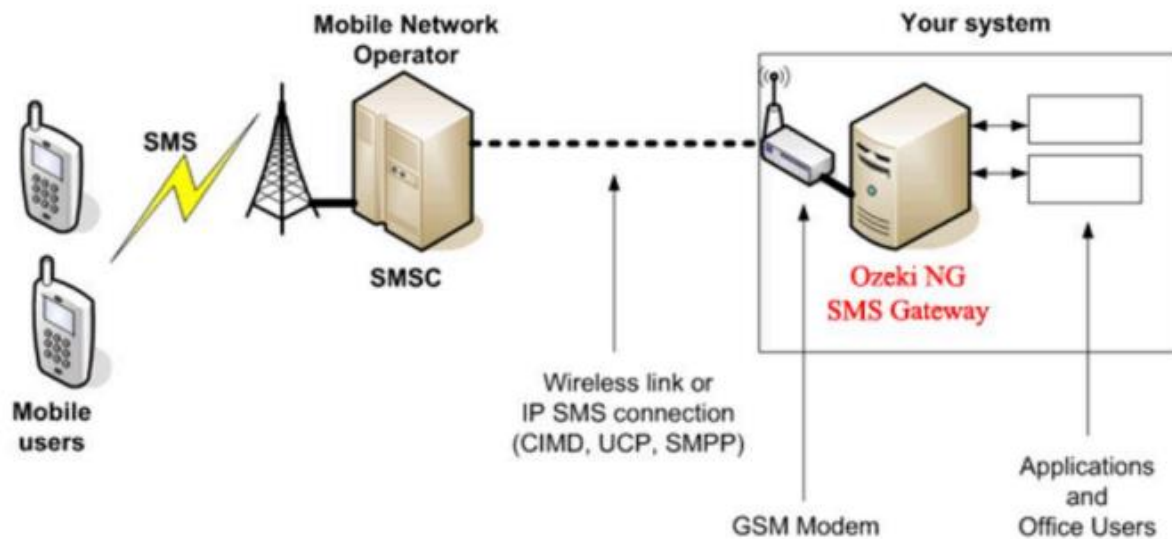 Mobile Network
Operator
Your system
SMS
SMSC
Ozeki NG
SMS Gateway
Mobile
users
Wireless link or
IP SMS connection
(CIMD, UCP, SMPP)
GSM Modem
Applications
and
Office Users